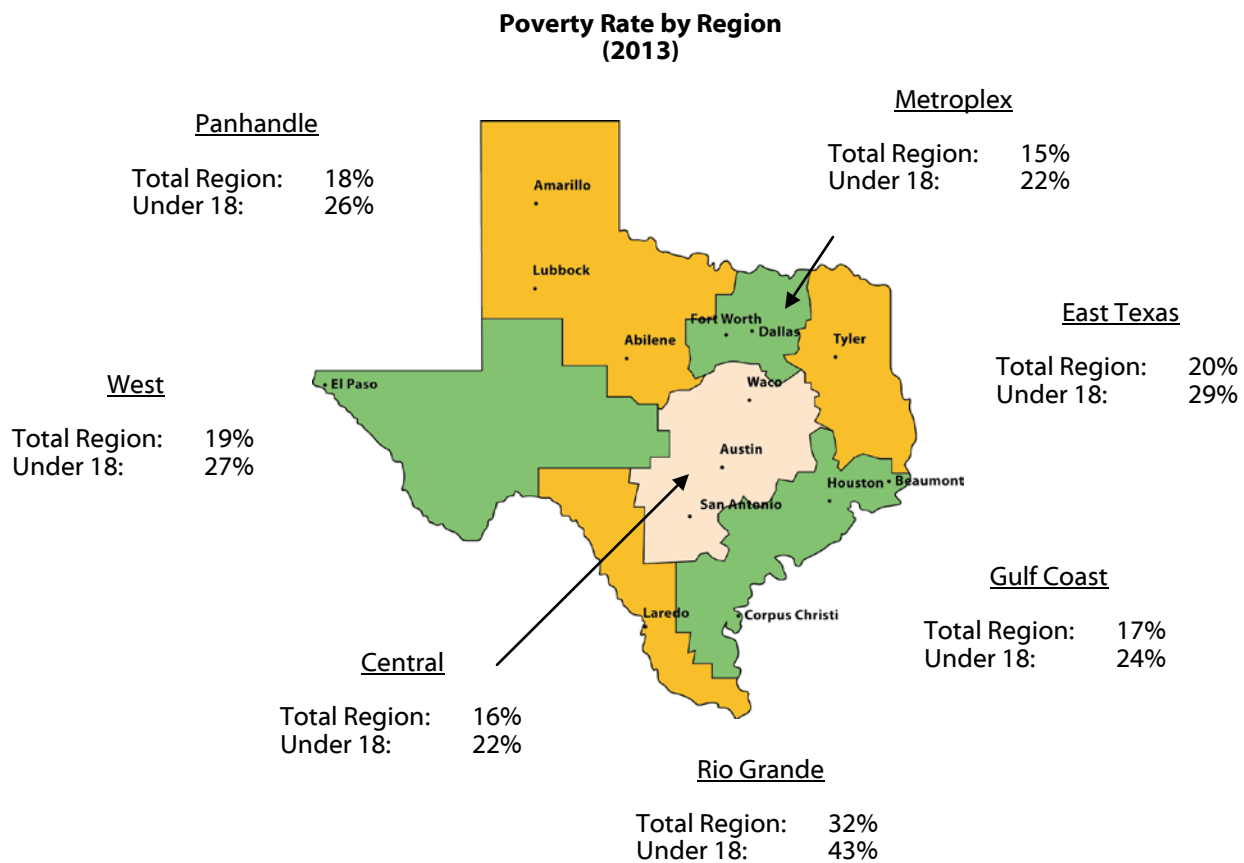 Poverty Rate by Region
(2013)
Metroplex
Total Region: 15%
Under 18: 22%
Panhandle
Total Region: 18%
Under 18: 26%
Amarillo
Lubbock
Abilene
Fort Worth
Dallas
Tyler
East Texas
Total Region: 20%
Under 18: 29%
West
Total Region: 19%
Under 18: 27%
El Paso
Waco
Austin
San Antonio
Houston
Beaumont
Gulf Coast
Total Region: 17%
Under 18: 24%
Laredo
Corpus Christi
Central
Total Region: 16%
Under 18: 22%
Rio Grande
Total Region: 32%
Under 18: 43%